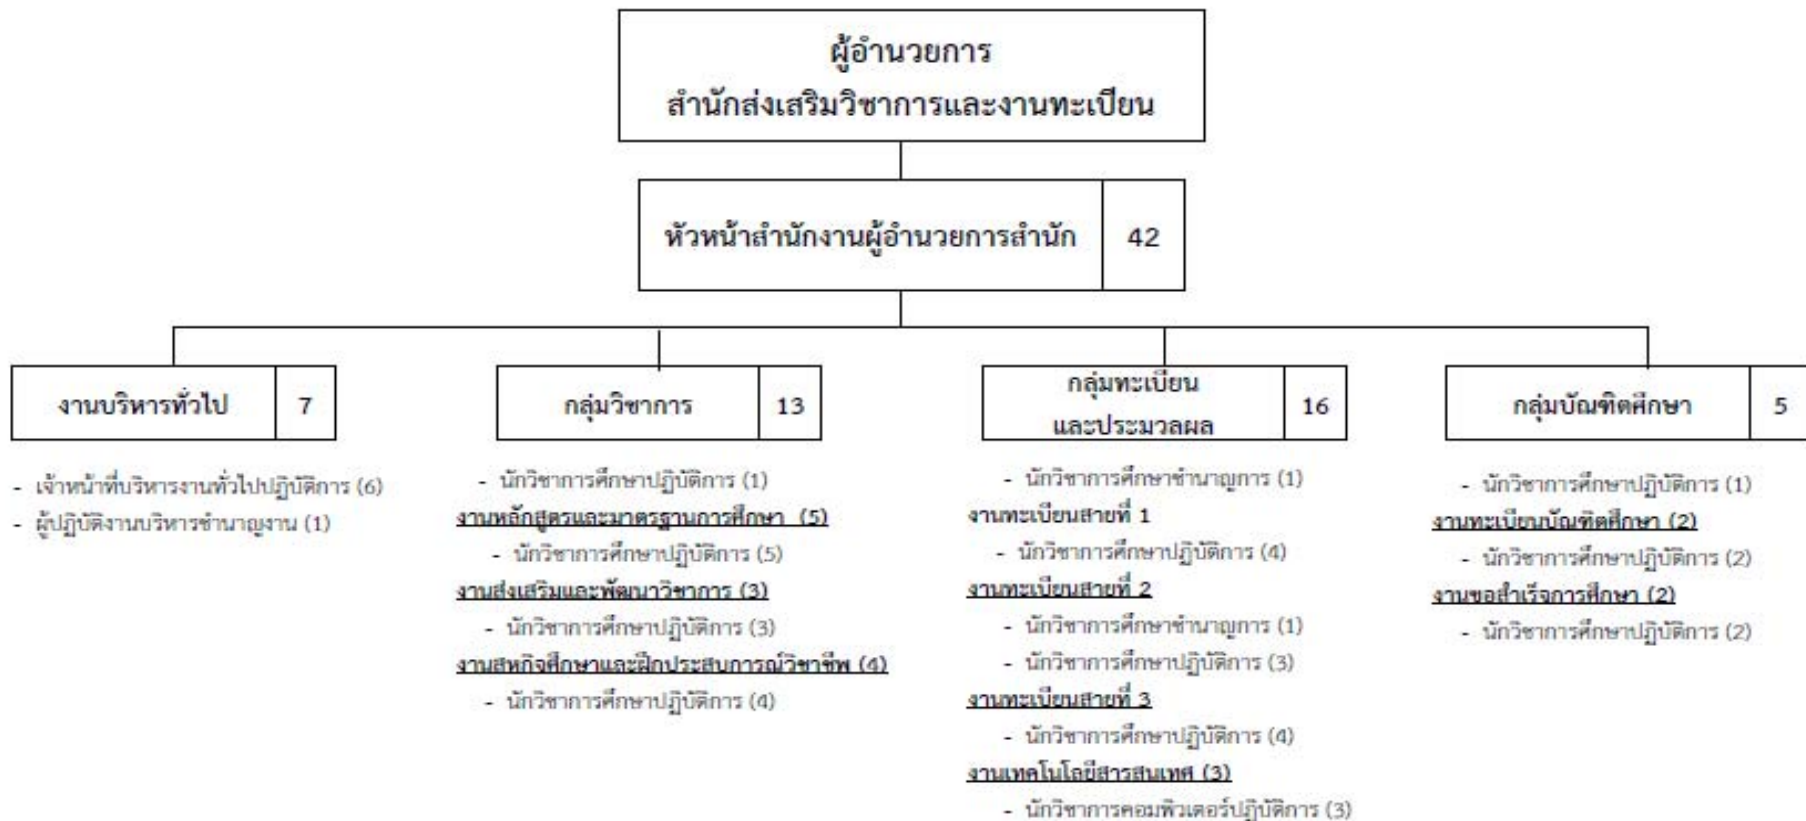 ผู้อำนวยการ
สำนักส่งเสริมวิชาการและงานทะเบียน
หัวหน้าสำนักงานผู้อำนวยการสำนัก 42
งานบริหารทั่วไป 7
- เจ้าหน้าที่บริหารงานทั่วไปปฏิบัติการ (6)
- ผู้ปฏิบัติงานบริหารชำนาญงาน (1)
กลุ่มวิชาการ 13
- นักวิชาการศึกษาปฏิบัติการ (1)
งานหลักสูตรและมาตรฐานการศึกษา (5)
- นักวิชาการศึกษาปฏิบัติการ (5)
งานส่งเสริมและพัฒนาวิชาการ (3)
- นักวิชาการศึกษาปฏิบัติการ (3)
งานสหกิจศึกษาและฝึกประสบการณ์วิชาชีพ (4)
- นักวิชาการศึกษาปฏิบัติการ (4)
กลุ่มทะเบียน
และประมวลผล 16
- นักวิชาการศึกษาชำนาญการ (1)
งานทะเบียนสายที่ 1
- นักวิชาการศึกษาปฏิบัติการ (4)
งานทะเบียนสายที่ 2
- นักวิชาการศึกษาชำนาญการ (1)
- นักวิชาการศึกษาปฏิบัติการ (3)
งานทะเบียนสายที่ 3
- นักวิชาการศึกษาปฏิบัติการ (4)
งานเทคโนโลยีสารสนเทศ (3)
- นักวิชาการคอมพิวเตอร์ปฏิบัติการ (3)
กลุ่มบัณฑิตศึกษา 5
- นักวิชาการศึกษาปฏิบัติการ (1)
งานทะเบียนบัณฑิตศึกษา (2)
- นักวิชาการศึกษาปฏิบัติการ (2)
งานขอสำเร็จการศึกษา (2)
- นักวิชาการศึกษาปฏิบัติการ (2)